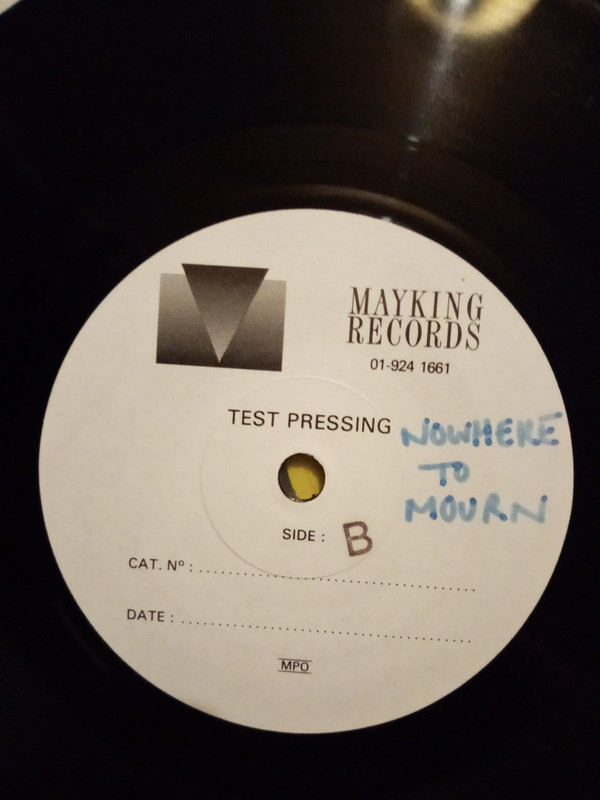 MAYKING
RECORDS
01-924 1661
TEST PRESSING
NOWHERE
TO
MOURN
SIDE : B
CAT. Nº : ........................................
DATE : ..........................................
MPO